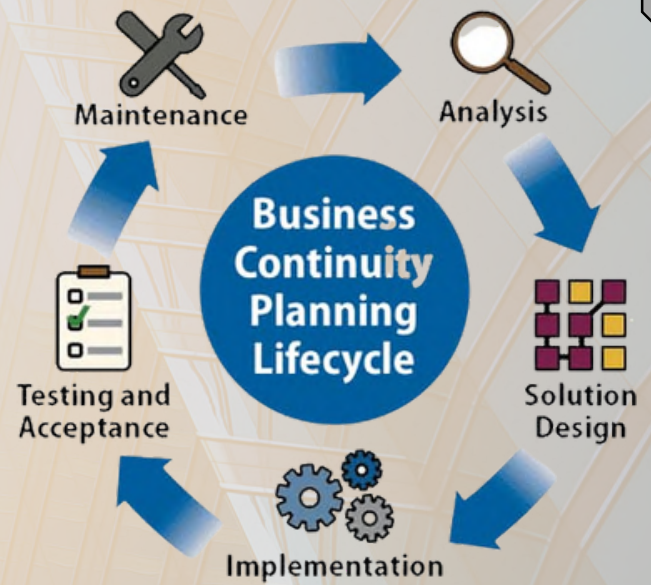 Maintenance
Analysis
Business
Continuity
Planning
Lifecycle
Testing and
Acceptance
Solution
Design
Implementation